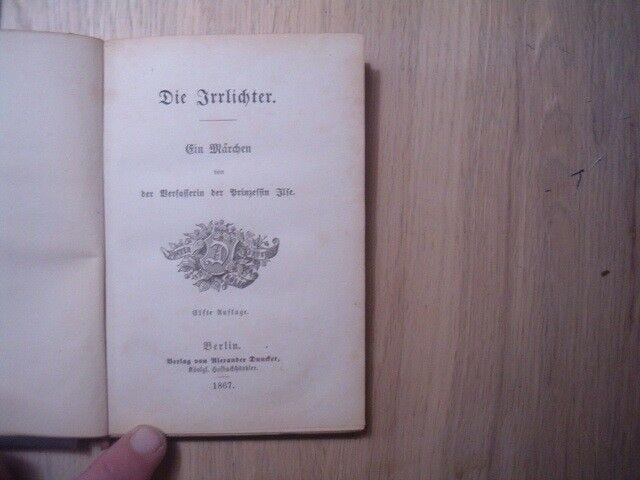 Die Irrlichter.
Ein Märchen
von
der Verfasserin der Prinzessin Ilse.
Elfte Auflage.
Berlin.
Verlag von Alexander Duncker,
Königl. Hofbuchhändler.
1867.